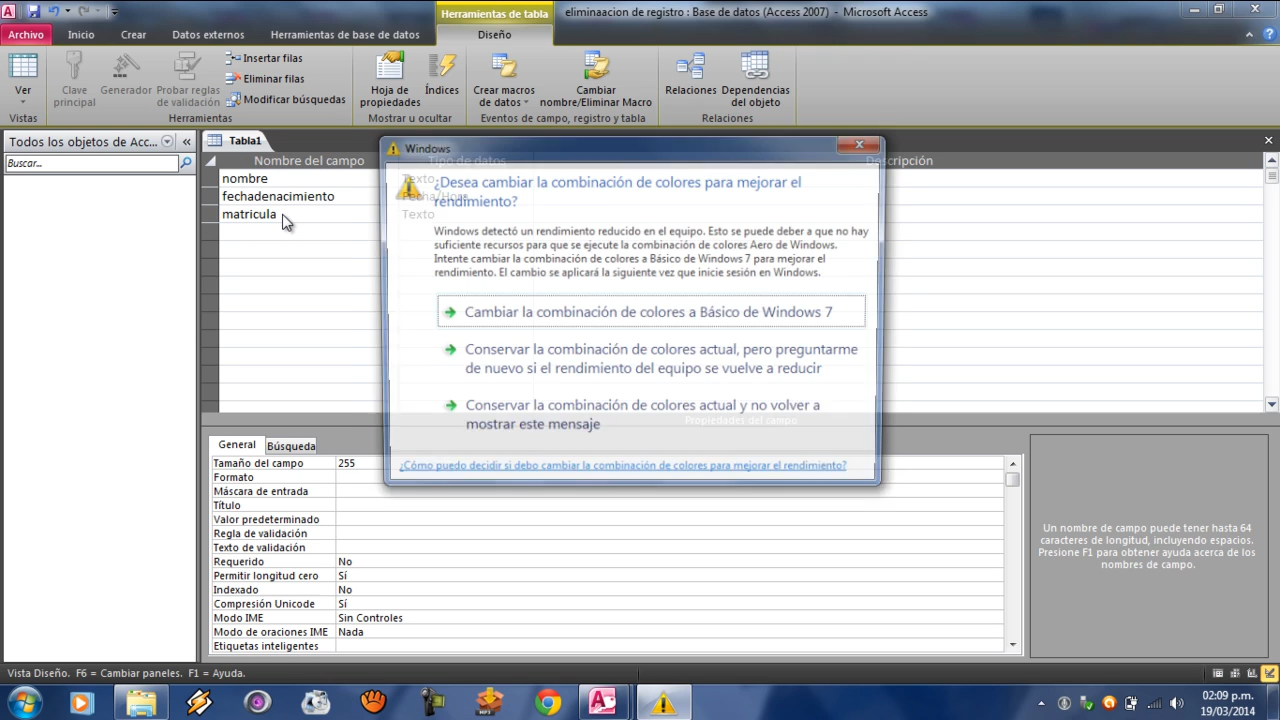 Herramientas de tabla
eliminaacion de registro : Base de datos (Access 2007) - Microsoft Access
Archivo
Inicio
Crear
Datos externos
Herramientas de base de datos
Diseño
Ver
Clave
principal
Generador
Probar reglas
de validación
Insertar filas
Eliminar filas
Modificar búsquedas
Hoja de
propiedades
Índices
Crear macros
de datos
Cambiar
nombre/Eliminar Macro
Relaciones
Dependencias
del objeto
Vistas
Herramientas
Mostrar u ocultar
Eventos de campo, registro y tabla
Relaciones
Todos los objetos de Acc...
Buscar...
Tabla1
Nombre del campo
Tipo de datos
Descripción
nombre
Texto
fechadenacimiento
Fecha/Hora
matricula
Texto
Windows
¿Desea cambiar la combinación de colores para mejorar el
rendimiento?
Windows detectó un rendimiento reducido en el equipo. Esto se puede deber a que no hay
suficiente recursos para que se ejecute la combinación de colores Aero de Windows.
Intente cambiar la combinación de colores a Básico de Windows 7 para mejorar el
rendimiento. El cambio se aplicará la siguiente vez que inicie sesión en Windows.
Cambiar la combinación de colores a Básico de Windows 7
Conservar la combinación de colores actual, pero preguntarme
de nuevo si el rendimiento del equipo se vuelve a reducir
Conservar la combinación de colores actual y no volver a
mostrar este mensaje
¿Cómo puedo decidir si debo cambiar la combinación de colores para mejorar el rendimiento?
Propiedades del campo
General
Búsqueda
Tamaño del campo 255
Formato
Máscara de entrada
Título
Valor predeterminado
Regla de validación
Texto de validación
Requerido No
Permitir longitud cero Sí
Indexado No
Compresión Unicode Sí
Modo IME Sin Controles
Modo de oraciones IME Nada
Etiquetas inteligentes
Un nombre de campo puede tener hasta 64
caracteres de longitud, incluyendo espacios.
Presione F1 para obtener ayuda acerca de los
nombres de campo.
Vista Diseño. F6 = Cambiar paneles. F1 = Ayuda.
02:09 p.m.
19/03/2014